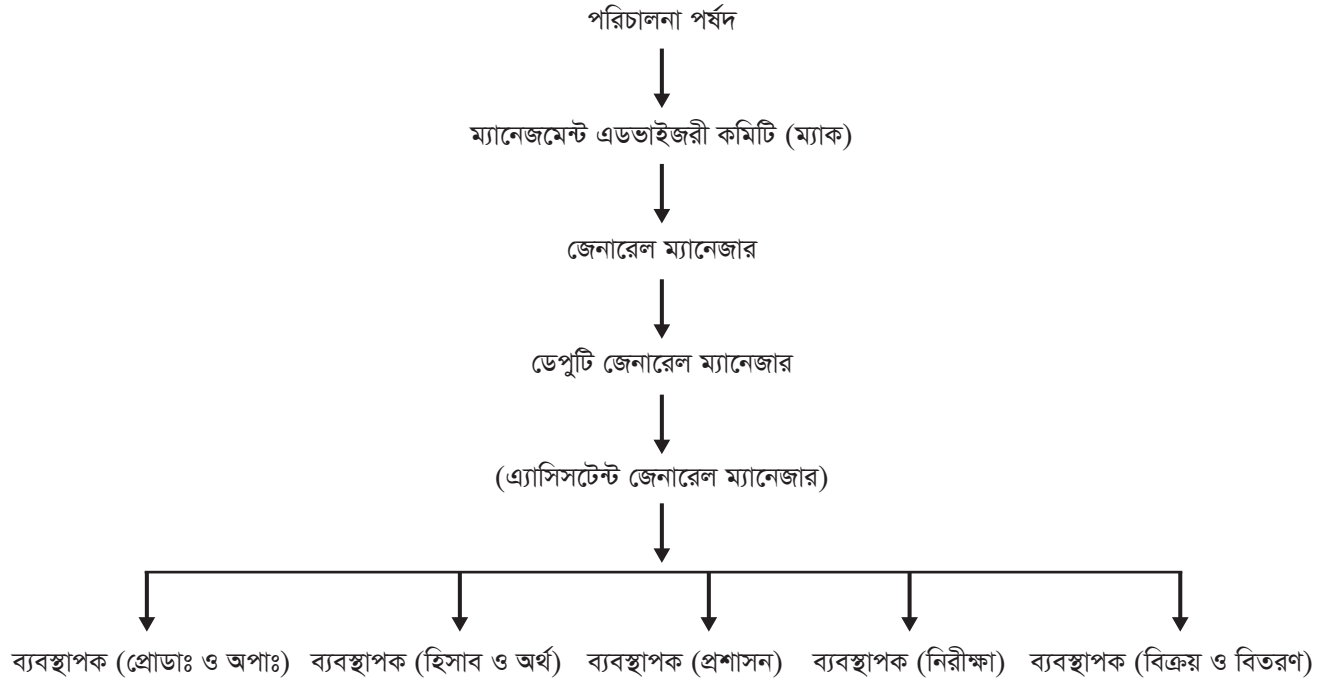 পরিচালনা পর্ষদ
ম্যানেজমেন্ট এডভাইজরী কমিটি (ম্যাক)
জেনারেল ম্যানেজার
ডেপুটি জেনারেল ম্যানেজার
(এ্যাসিসটেন্ট জেনারেল ম্যানেজার)
ব্যবস্থাপক (প্রোডাঃ ও অপাঃ) ব্যবস্থাপক (হিসাব ও অর্থ) ব্যবস্থাপক (প্রশাসন) ব্যবস্থাপক (নিরীক্ষা) ব্যবস্থাপক (বিক্রয় ও বিতরণ)